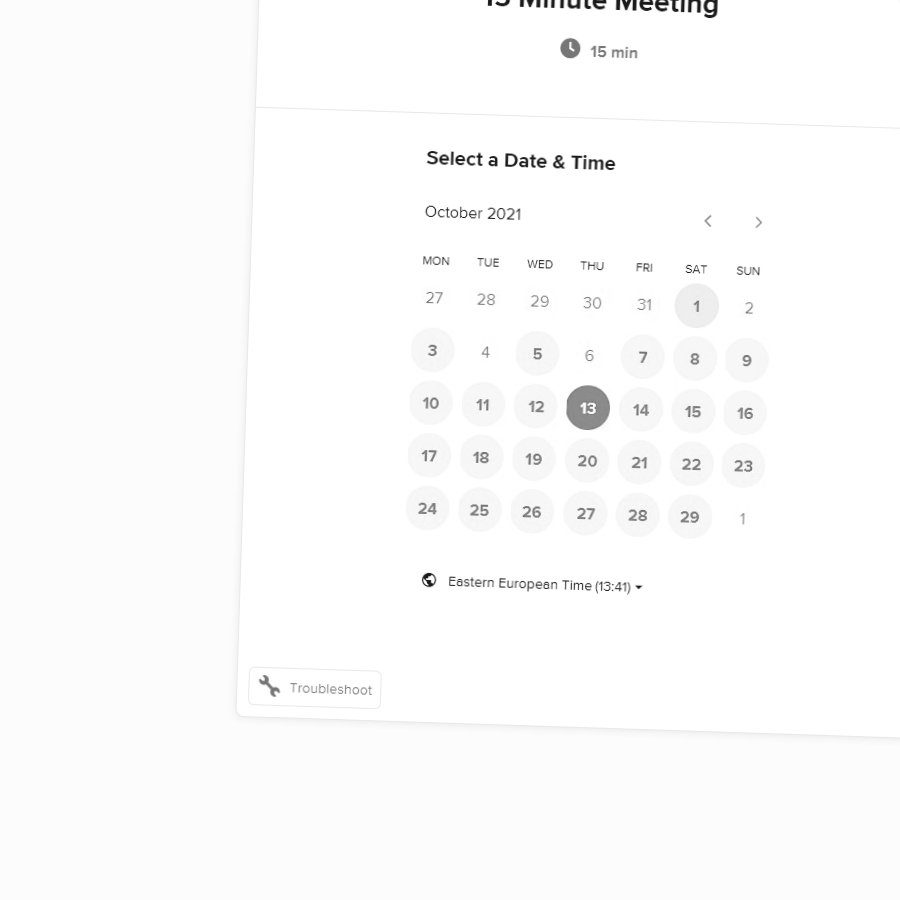 15 Minute Meeting
15 min
Select a Date & Time
October 2021
MON TUE WED THU FRI SAT SUN
27 28 29 30 31 1 2
3 4 5 6 7 8 9
10 11 12 13 14 15 16
17 18 19 20 21 22 23
24 25 26 27 28 29 1
Eastern European Time (13:41)
Troubleshoot